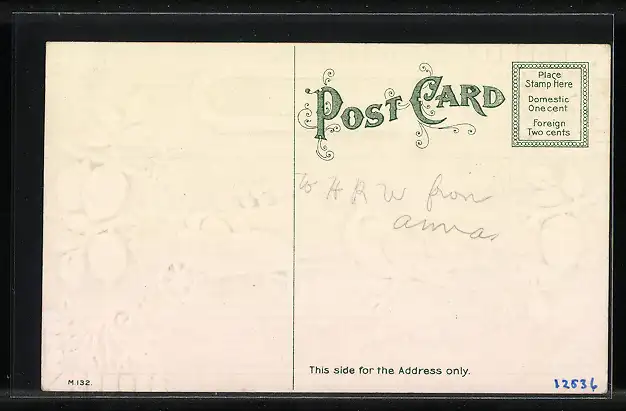 POST CARD
Place
Stamp Here
Domestic
One cent
Foreign
Two cents
to H R W from
anna
This side for the Address only.
M.132.
12536